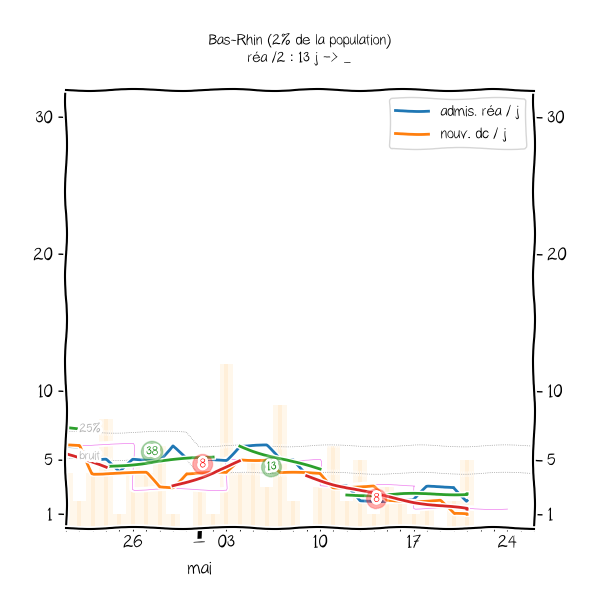 Bas-Rhin (2% de la population)
réa /2 : 13 j -> _
admis. réa / j
nouv. dc / j
30 30
20 20
10 10
25%
38
bruit
8
13
5 5
8
1 1
26 03 10 17 24
mai